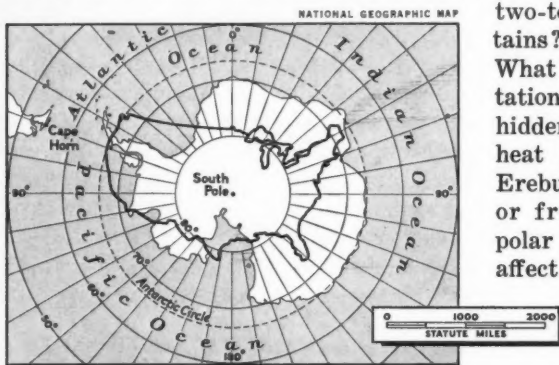 NATIONAL GEOGRAPHIC MAP
Atlantic Ocean
Indian Ocean
Pacific Ocean
0°
Cape
Horn
South
Pole
90°
90°
80°
70°
60°
50°
Antarctic Circle
180°
0 1000 2000
STATUTE MILES
two-to
tains?
What
tation
hidden
heat
Erebu
or fr
polar
affect